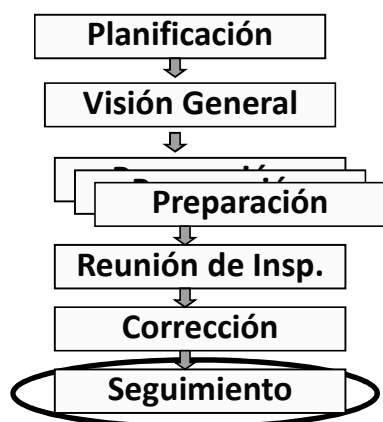 Planificación
Visión General
Preparación
Reunión de Insp.
Corrección
Seguimiento